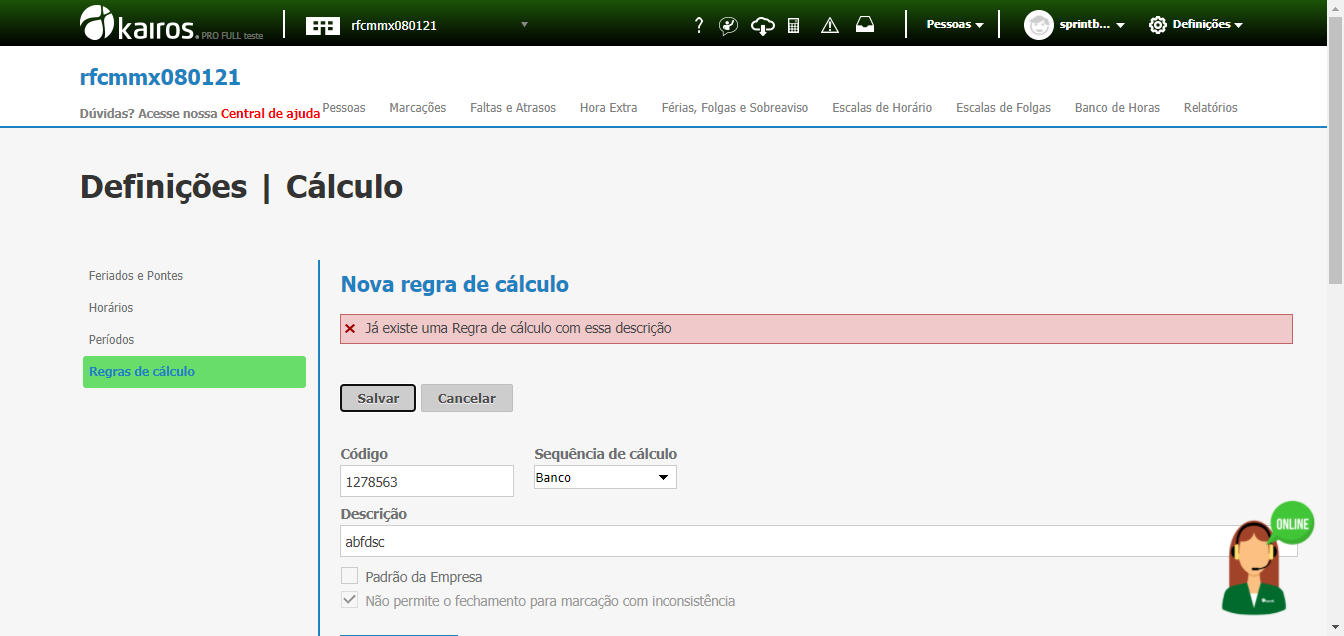 kairos. PRO FULL teste
rfcmmx080121
?
Pessoas
sprintb...
Definições
rfcmmx080121
Dúvidas? Acesse nossa Central de ajuda
Pessoas Marcações Faltas e Atrasos Hora Extra Férias, Folgas e Sobreaviso Escalas de Horário Escalas de Folgas Banco de Horas Relatórios
Definições | Cálculo
Feriados e Pontes
Horários
Períodos
Regras de cálculo
Nova regra de cálculo
Já existe uma Regra de cálculo com essa descrição
Salvar Cancelar
Código Sequência de cálculo
1278563 Banco
Descrição
abfdsc
Padrão da Empresa
Não permite o fechamento para marcação com inconsistência
ONLINE